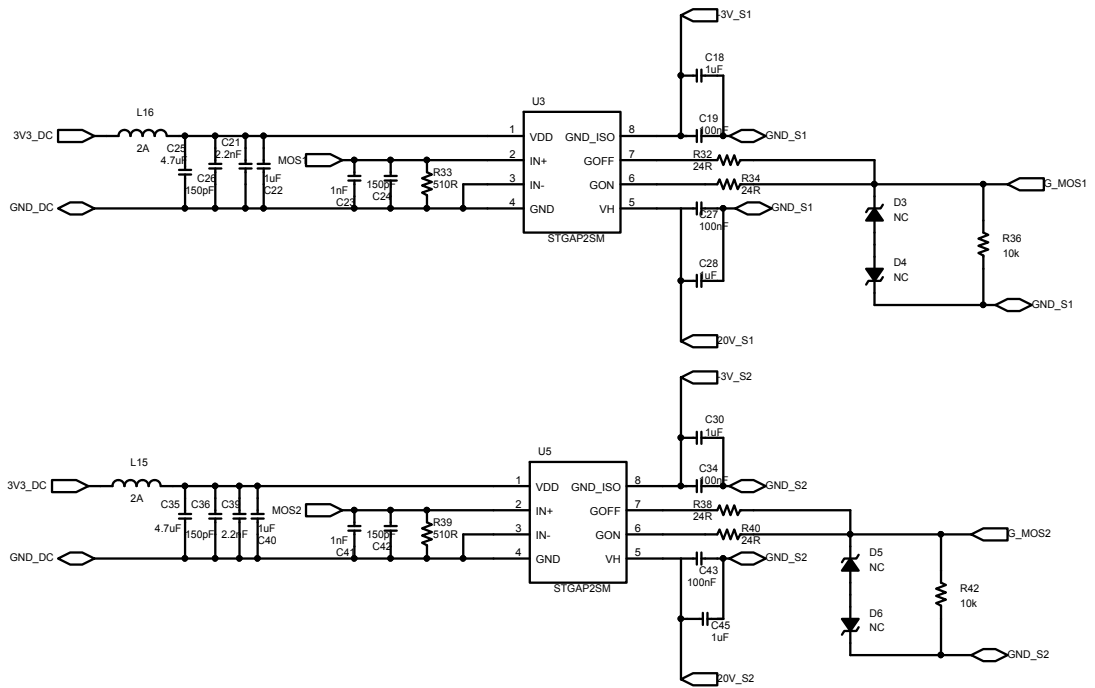 -3V_S1
C18
1uF
L16
U3
C19
100nF
3V3_DC
2A
1
VDD
GND_ISO
8
GND_S1
C25
4.7uF
C21
2.2nF
MOS1
2
IN+
GOFF
7
R32
24R
C26
150pF
1uF
C22
1nF
C23
150pF
C24
R33
510R
3
IN-
GON
6
R34
24R
G_MOS1
GND_DC
4
GND
VH
5
C27
100nF
GND_S1
D3
NC
STGAP2SM
R36
10k
C28
1uF
D4
NC
GND_S1
20V_S1
-3V_S2
C30
1uF
L15
U5
C34
100nF
3V3_DC
2A
1
VDD
GND_ISO
8
GND_S2
C35
4.7uF
C36
150pF
C39
2.2nF
1uF
C40
MOS2
2
IN+
GOFF
7
R38
24R
1nF
C41
150pF
C42
R39
510R
3
IN-
GON
6
R40
24R
G_MOS2
GND_DC
4
GND
VH
5
C43
100nF
GND_S2
D5
NC
STGAP2SM
R42
10k
C45
1uF
D6
NC
GND_S2
20V_S2